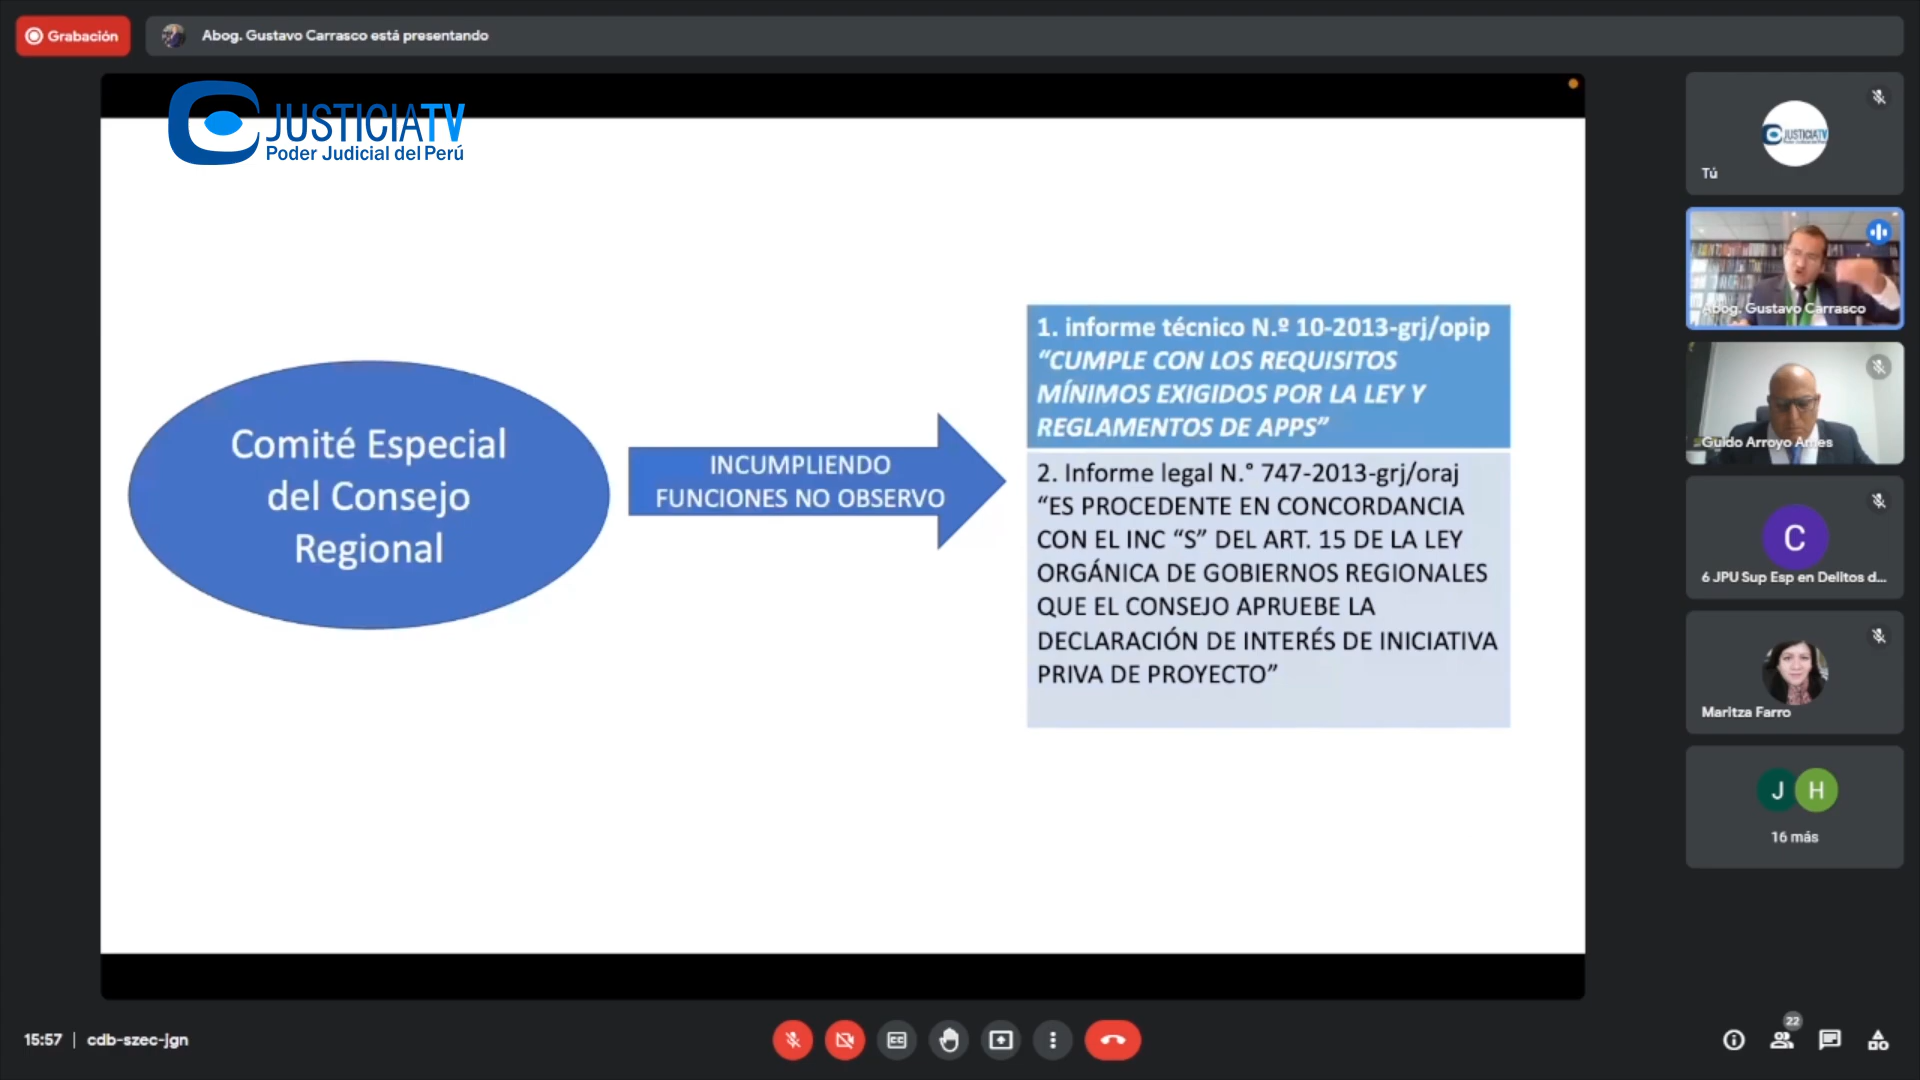 Grabación
Abog. Gustavo Carrasco está presentando
JUSTICIATV
Poder Judicial del Perú
Comité Especial
del Consejo
Regional
INCUMPLIENDO
FUNCIONES NO OBSERVO
1. informe técnico N.º 10-2013-grj/opip
“CUMPLE CON LOS REQUISITOS
MÍNIMOS EXIGIDOS POR LA LEY Y
REGLAMENTOS DE APPS”
2. Informe legal N.° 747-2013-grj/oraj
“ES PROCEDENTE EN CONCORDANCIA
CON EL INC “S” DEL ART. 15 DE LA LEY
ORGÁNICA DE GOBIERNOS REGIONALES
QUE EL CONSEJO APRUEBE LA
DECLARACIÓN DE INTERÉS DE INICIATIVA
PRIVA DE PROYECTO”
JUSTICIATV
Tú
Abog. Gustavo Carrasco
Guido Arroyo Ames
C
6 JPU Sup Esp en Delitos d...
Maritza Farro
J H
16 más
15:57 | cdb-szec-jgn
CC
22